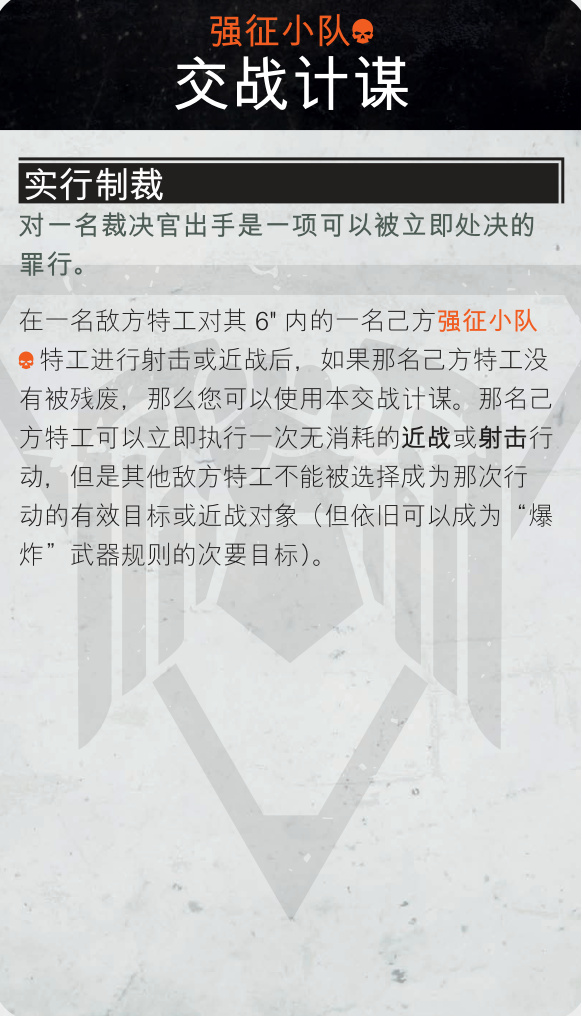 强征小队
交战计谋
实行制裁
对一名裁决官出手是一项可以被立即处决的
罪行。
在一名敌方特工对其 6" 内的一名己方强征小队
特工进行射击或近战后，如果那名己方特工没
有被残废，那么您可以使用本交战计谋。那名己
方特工可以立即执行一次无消耗的近战或射击行
动，但是其他敌方特工不能被选择成为那次行
动的有效目标或近战对象（但依旧可以成为“爆
炸”武器规则的次要目标）。